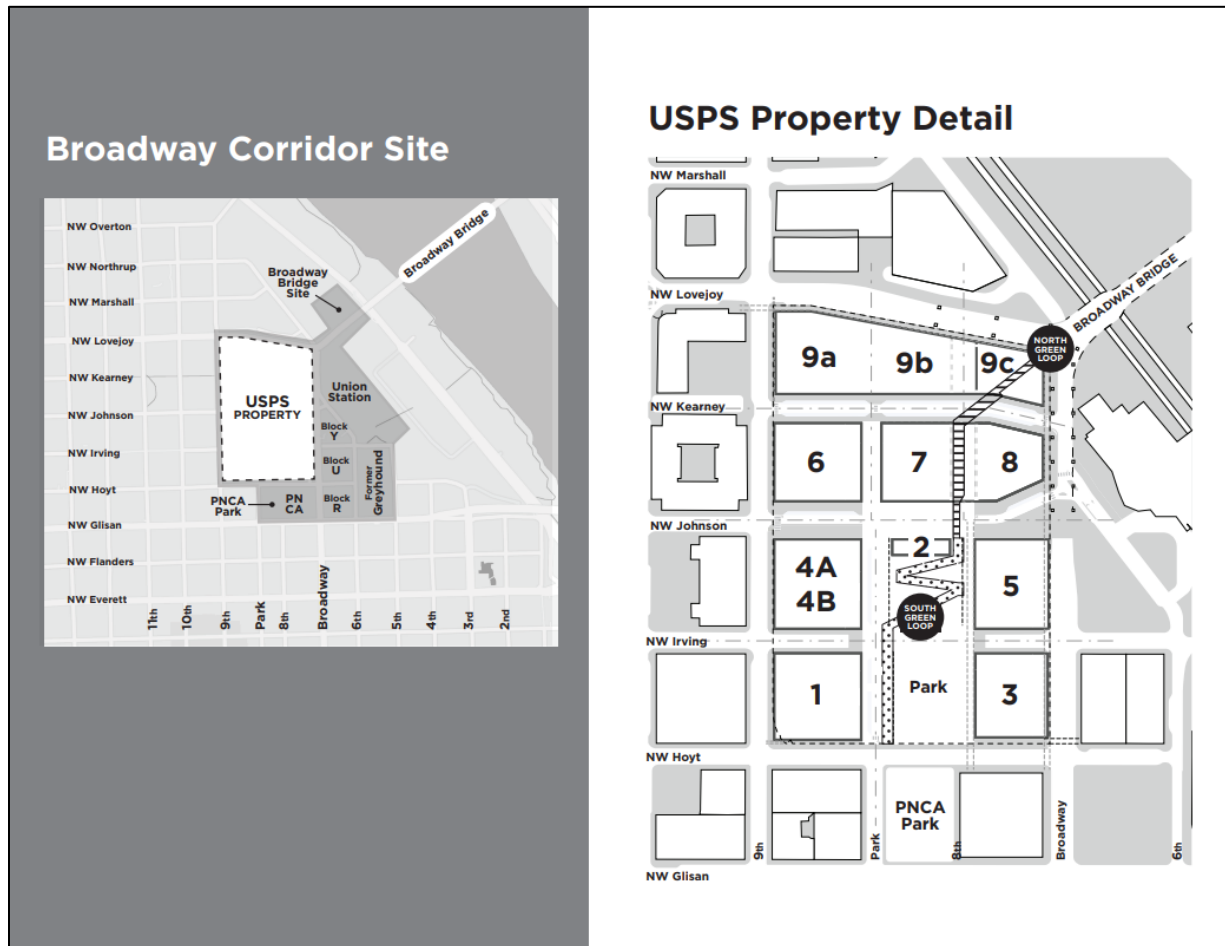 Broadway Corridor Site
NW Overton
NW Northrup
NW Marshall
NW Lovejoy
NW Kearney
NW Johnson
NW Irving
NW Hoyt
NW Glisan
NW Flanders
NW Everett
Broadway Bridge
Broadway
Bridge
Site
USPS
PROPERTY
Union
Station
Block
Y
Block
U
Block
R
Former
Greyhound
PNCA
Park
PN
CA
11th
10th
9th
Park
8th
Broadway
6th
5th
4th
3rd
2nd
USPS Property Detail
NW Marshall
NW Lovejoy
BROADWAY BRIDGE
NORTH
GREEN
LOOP
9a
9b
9c
NW Kearney
6
7
8
NW Johnson
2
4A
4B
5
SOUTH
GREEN
LOOP
NW Irving
1
Park
3
NW Hoyt
PNCA
Park
9th
Park
8th
Broadway
6th
NW Glisan